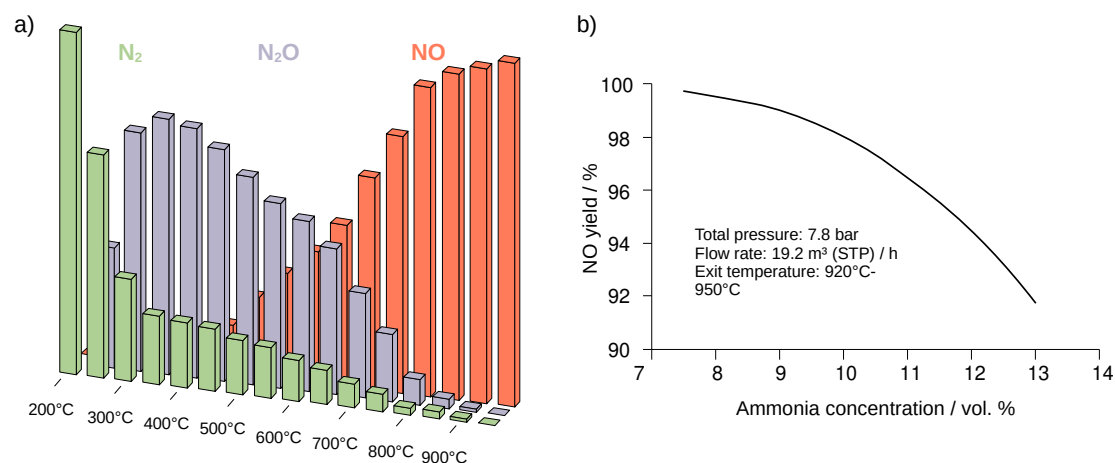 a)
N₂
N₂O
NO
200°C
300°C
400°C
500°C
600°C
700°C
800°C
900°C
b)
NO yield / %
100
98
96
94
92
90
Total pressure: 7.8 bar
Flow rate: 19.2 m³ (STP) / h
Exit temperature: 920°C-
950°C
7
8
9
10
11
12
13
14
Ammonia concentration / vol. %